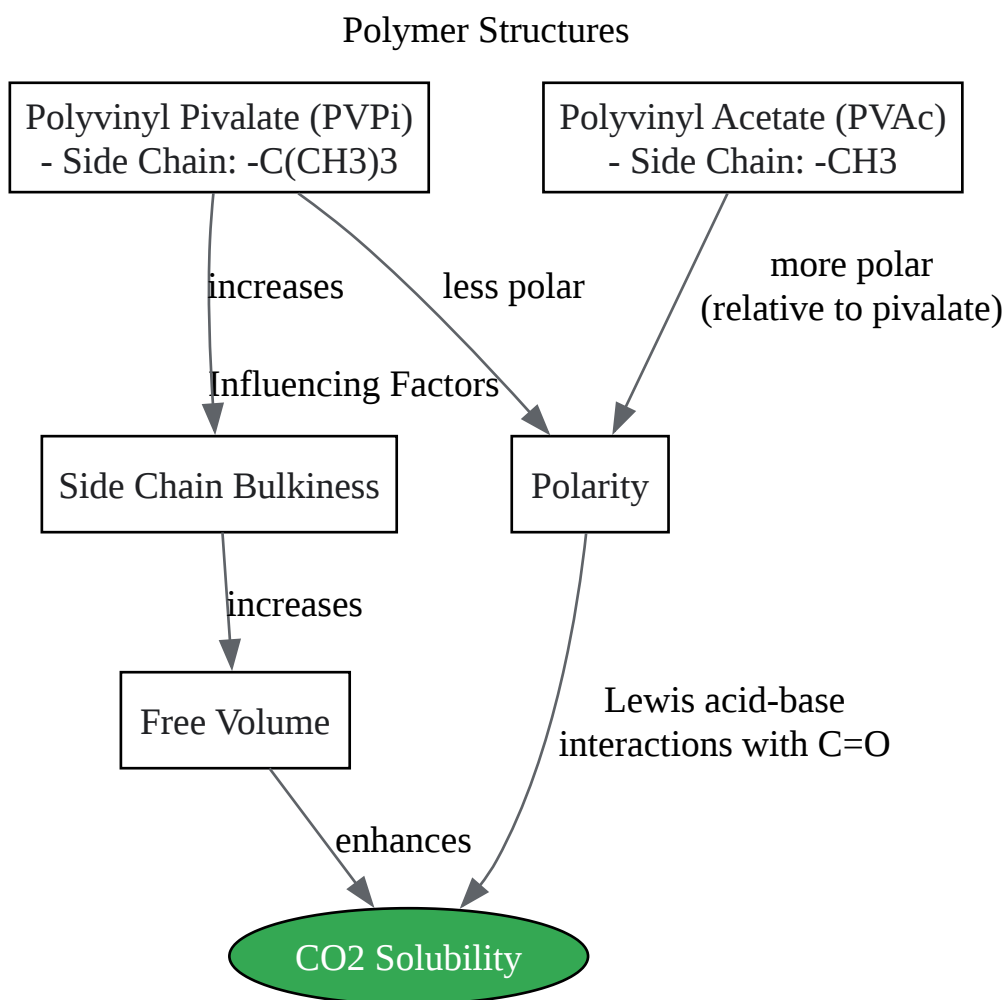 Polymer Structures
Polyvinyl Pivalate (PVPi)
- Side Chain: -C(CH3)3
Polyvinyl Acetate (PVAc)
- Side Chain: -CH3
increases
less polar
more polar
(relative to pivalate)
Influencing Factors
Side Chain Bulkiness
Polarity
increases
Free Volume
Lewis acid-base
interactions with C=O
enhances
CO2 Solubility